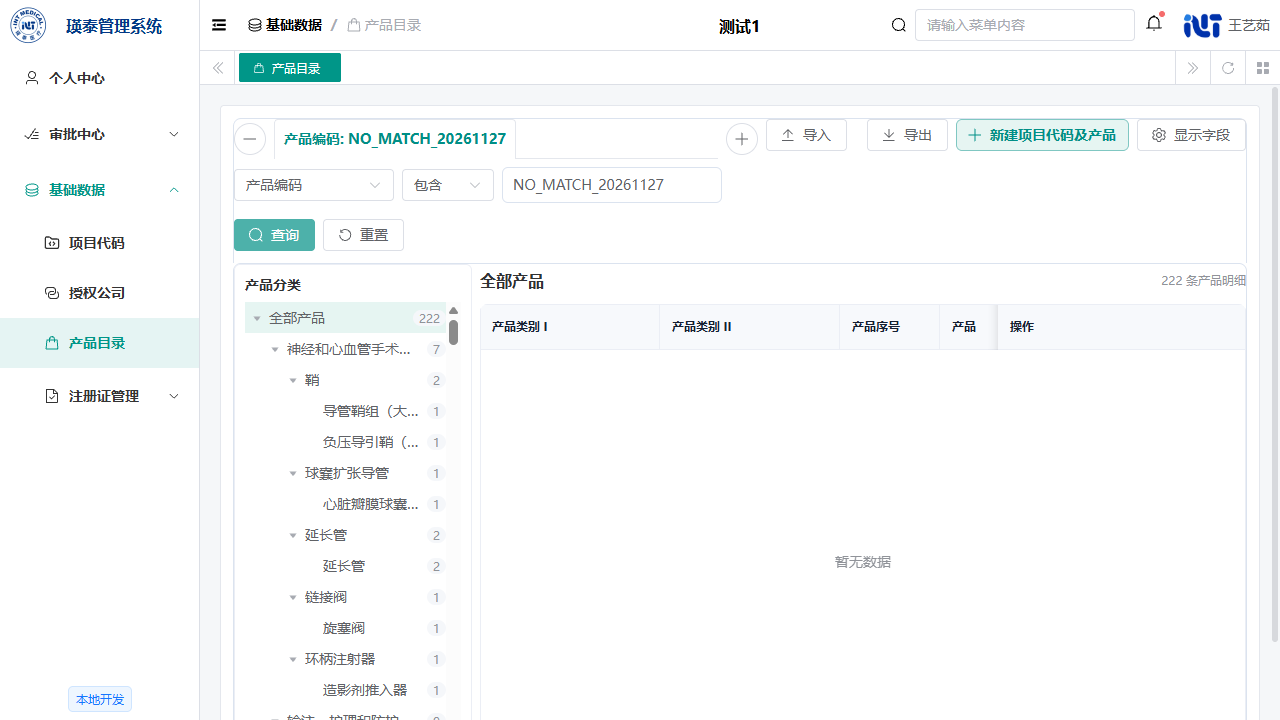 瑛泰管理系统
基础数据 / 产品目录
测试1
请输入菜单内容
王艺茹
个人中心
审批中心
基础数据
项目代码
授权公司
产品目录
注册证管理
本地开发
产品目录
产品编码: NO_MATCH_20261127
导入
导出
新建项目代码及产品
显示字段
产品编码
包含
NO_MATCH_20261127
查询
重置
产品分类
全部产品 222
神经和心血管手术... 7
鞘 2
导管鞘组（大... 1
负压导引鞘（... 1
球囊扩张导管 1
心脏瓣膜球囊... 1
延长管 2
延长管 2
链接阀 1
旋塞阀 1
环柄注射器 1
造影剂推入器 1
全部产品
222 条产品明细
产品类别 I
产品类别 II
产品序号
产品
操作
暂无数据